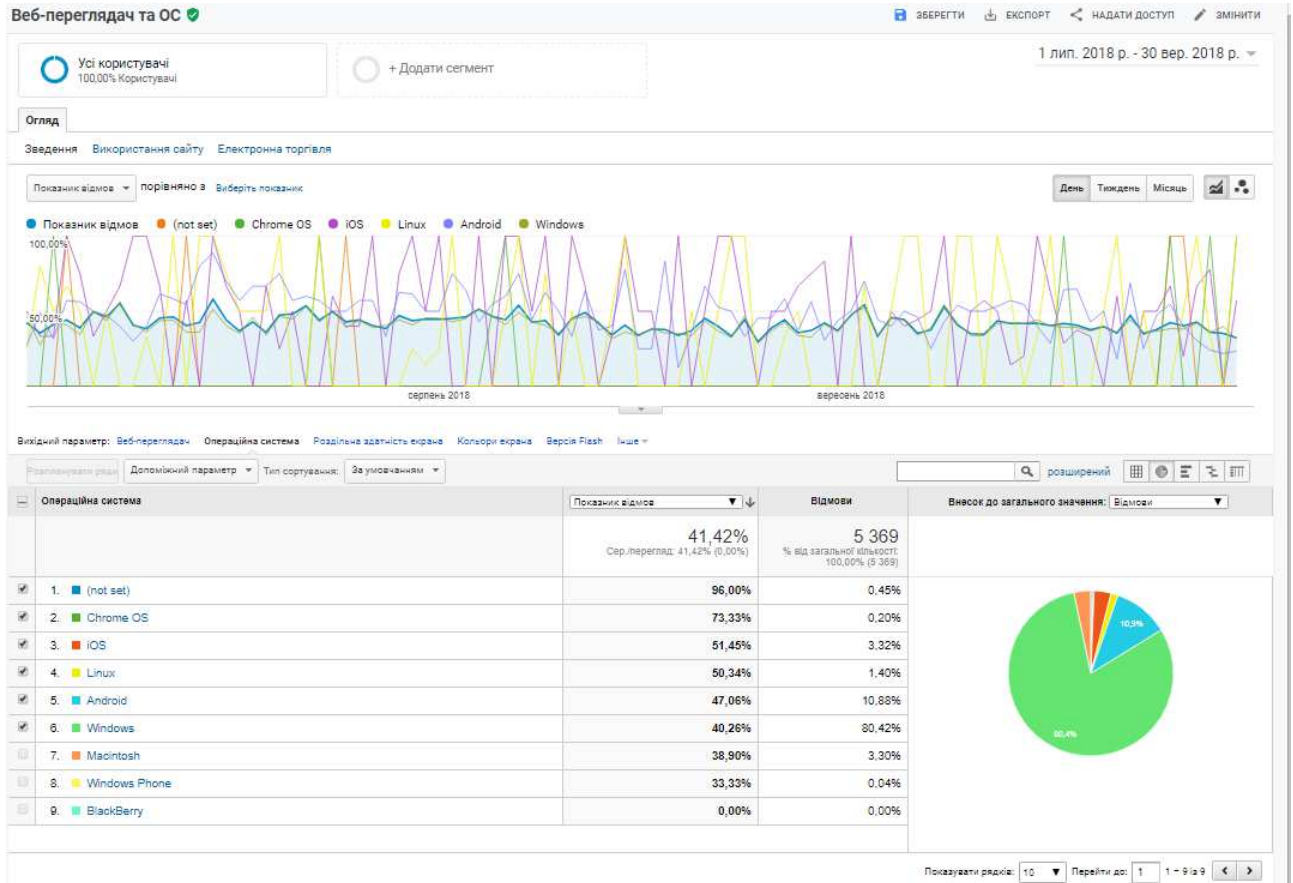 Веб-переглядач та ОС
ЗБЕРЕГТИ ЕКСПОРТ НАДАТИ ДОСТУП ЗМІНИТИ
Усі користувачі
100,00% Користувачі
+ Додати сегмент
1 лип. 2018 р. - 30 вер. 2018 р.
Огляд
Зведення Використання сайту Електронна торгівля
Показник відмов порівняно з Виберіть показник
День Тиждень Місяць
Показник відмов (not set) Chrome OS iOS Linux Android Windows
100,00%
50,00%
серпень 2018 вересень 2018
Вихідний параметр: Веб-переглядач Операційна система Роздільна здатність екрана Кольори екрана Версія Flash Інше
Розпланувати ряди Допоміжний параметр Тип сортування: За умовчанням розширений
Операційна система Показник відмов Відмови Внесок до загального значення: Відмови
41,42% 5 369
Сер./перегляд: 41,42% (0,00%) % від загальної кількості:
100,00% (5 369)
1. (not set) 96,00% 0,45%
2. Chrome OS 73,33% 0,20%
3. iOS 51,45% 3,32%
4. Linux 50,34% 1,40%
5. Android 47,06% 10,88%
6. Windows 40,26% 80,42%
7. Macintosh 38,90% 3,30%
8. Windows Phone 33,33% 0,04%
9. BlackBerry 0,00% 0,00%
10,9%
80,4%
Показувати рядків: 10 Перейти до: 1 1 – 9 із 9